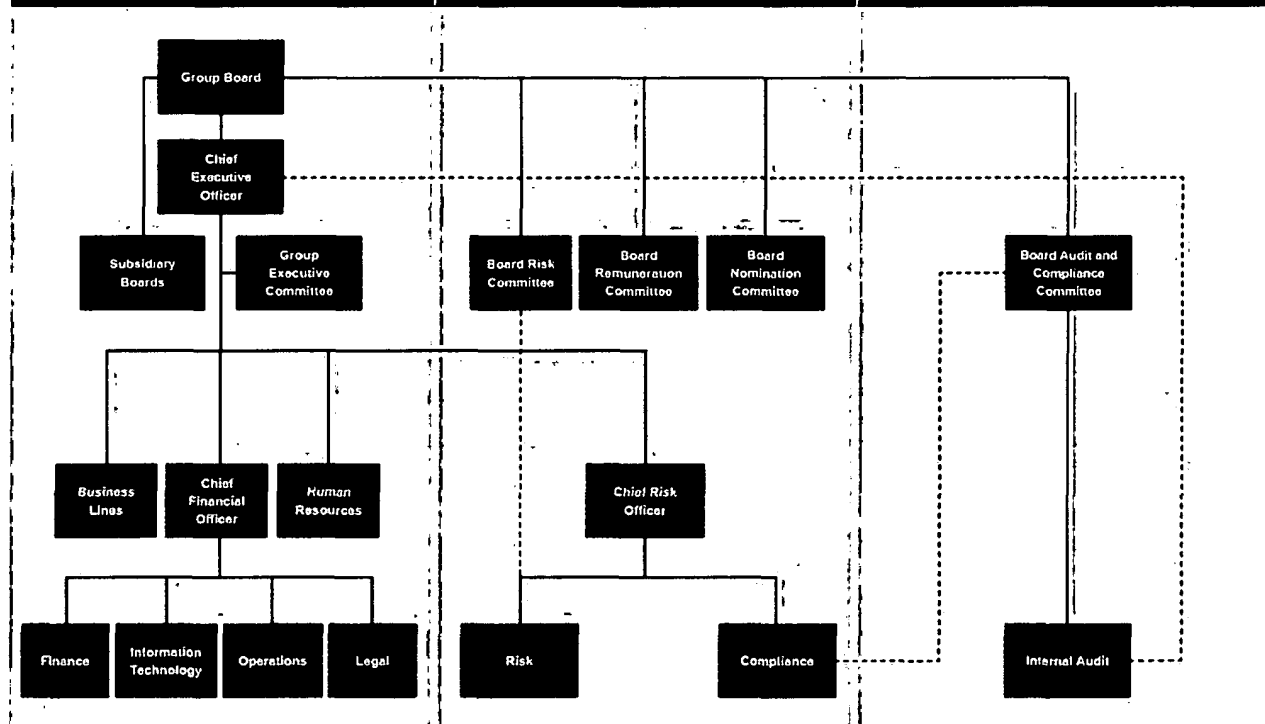 Group Board
Chief
Executive
Officer
Subsidiary
Boards
Group
Executive
Committee
Board Risk
Committee
Board
Remuneration
Committee
Board
Nomination
Committee
Board Audit and
Compliance
Committee
Business
Lines
Chief
Financial
Officer
Human
Resources
Chief Risk
Officer
Finance
Information
Technology
Operations
Legal
Risk
Compliance
Internal Audit